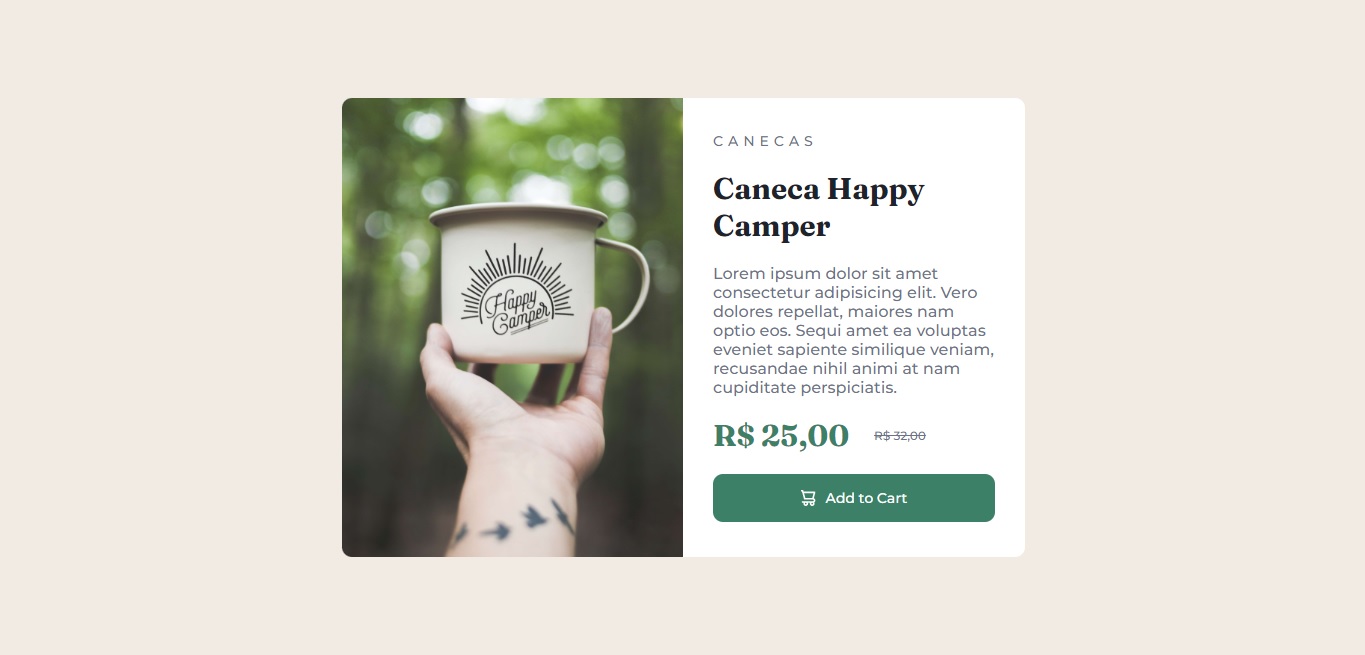 Happy
Camper
CANECAS
Caneca Happy
Camper
Lorem ipsum dolor sit amet
consectetur adipisicing elit. Vero
dolores repellat, maiores nam
optio eos. Sequi amet ea voluptas
eveniet sapiente similique veniam,
recusandae nihil animi at nam
cupiditate perspiciatis.
R$ 25,00 R$ 32,00
Add to Cart